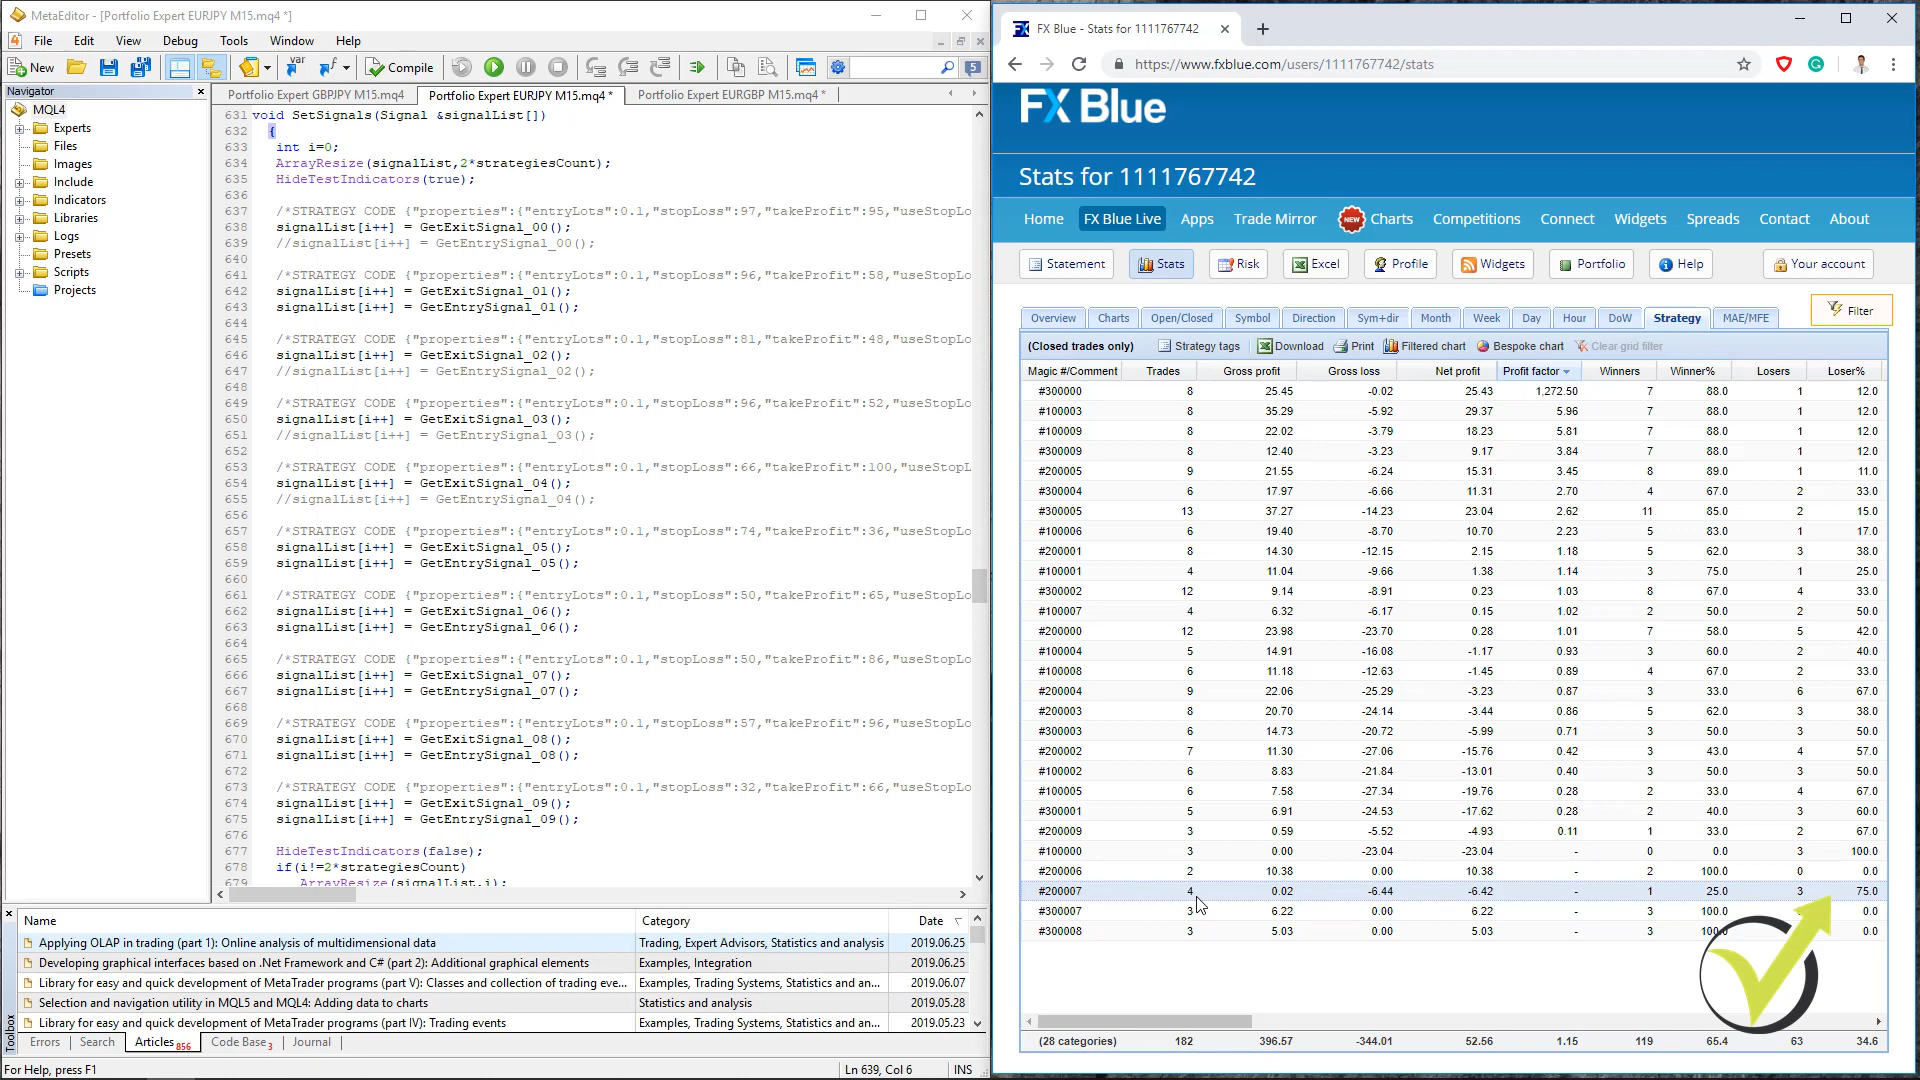 MetaEditor - [Portfolio Expert EURJPY M15.mq4 *]
File Edit View Debug Tools Window Help
New var Compile 5
Navigator
MQL4
Experts
Files
Images
Include
Indicators
Libraries
Logs
Presets
Scripts
Projects
Portfolio Expert GBPJPY M15.mq4 Portfolio Expert EURJPY M15.mq4 * Portfolio Expert EURGBP M15.mq4 *
631 void SetSignals(Signal &signalList[])
632 {
633 int i=0;
634 ArrayResize(signalList,2*strategiesCount);
635 HideTestIndicators(true);
636
637 /*STRATEGY CODE {"properties":{"entryLots":0.1,"stopLoss":97,"takeProfit":95,"useStopLo
638 signalList[i++] = GetExitSignal_00();
639 //signalList[i++] = GetEntrySignal_00();
640
641 /*STRATEGY CODE {"properties":{"entryLots":0.1,"stopLoss":96,"takeProfit":58,"useStopLo
642 signalList[i++] = GetExitSignal_01();
643 signalList[i++] = GetEntrySignal_01();
644
645 /*STRATEGY CODE {"properties":{"entryLots":0.1,"stopLoss":81,"takeProfit":48,"useStopLo
646 signalList[i++] = GetExitSignal_02();
647 //signalList[i++] = GetEntrySignal_02();
648
649 /*STRATEGY CODE {"properties":{"entryLots":0.1,"stopLoss":96,"takeProfit":52,"useStopLo
650 signalList[i++] = GetExitSignal_03();
651 //signalList[i++] = GetEntrySignal_03();
652
653 /*STRATEGY CODE {"properties":{"entryLots":0.1,"stopLoss":66,"takeProfit":100,"useStopL
654 signalList[i++] = GetExitSignal_04();
655 //signalList[i++] = GetEntrySignal_04();
656
657 /*STRATEGY CODE {"properties":{"entryLots":0.1,"stopLoss":74,"takeProfit":36,"useStopLo
658 signalList[i++] = GetExitSignal_05();
659 signalList[i++] = GetEntrySignal_05();
660
661 /*STRATEGY CODE {"properties":{"entryLots":0.1,"stopLoss":50,"takeProfit":65,"useStopLo
662 signalList[i++] = GetExitSignal_06();
663 signalList[i++] = GetEntrySignal_06();
664
665 /*STRATEGY CODE {"properties":{"entryLots":0.1,"stopLoss":50,"takeProfit":86,"useStopLo
666 signalList[i++] = GetExitSignal_07();
667 signalList[i++] = GetEntrySignal_07();
668
669 /*STRATEGY CODE {"properties":{"entryLots":0.1,"stopLoss":57,"takeProfit":96,"useStopLo
670 signalList[i++] = GetExitSignal_08();
671 signalList[i++] = GetEntrySignal_08();
672
673 /*STRATEGY CODE {"properties":{"entryLots":0.1,"stopLoss":32,"takeProfit":66,"useStopLo
674 signalList[i++] = GetExitSignal_09();
675 signalList[i++] = GetEntrySignal_09();
676
677 HideTestIndicators(false);
678 if(i!=2*strategiesCount)
679 ArrayResize(signalList,i);
Name Category Date
Applying OLAP in trading (part 1): Online analysis of multidimensional data Trading, Expert Advisors, Statistics and analysis 2019.06.25
Developing graphical interfaces based on .Net Framework and C# (part 2): Additional graphical elements Examples, Integration 2019.06.25
Library for easy and quick development of MetaTrader programs (part V): Classes and collection of trading eve... Examples, Trading Systems, Statistics and an... 2019.06.07
Selection and navigation utility in MQL5 and MQL4: Adding data to charts Statistics and analysis 2019.05.28
Library for easy and quick development of MetaTrader programs (part IV): Trading events Examples, Trading Systems, Statistics and an... 2019.05.23
Toolbox
Errors Search Articles 856 Code Base 3 Journal
For Help, press F1 Ln 639, Col 6 INS
FX Blue - Stats for 1111767742
https://www.fxblue.com/users/1111767742/stats
FX Blue
Stats for 1111767742
Home FX Blue Live Apps Trade Mirror NEW Charts Competitions Connect Widgets Spreads Contact About
Statement Stats Risk Excel Profile Widgets Portfolio Help Your account
Overview Charts Open/Closed Symbol Direction Sym+dir Month Week Day Hour DoW Strategy MAE/MFE Filter
(Closed trades only) Strategy tags Download Print Filtered chart Bespoke chart Clear grid filter
Magic #/Comment Trades Gross profit Gross loss Net profit Profit factor Winners Winner% Losers Loser%
#300000 8 25.45 -0.02 25.43 1,272.50 7 88.0 1 12.0
#100003 8 35.29 -5.92 29.37 5.96 7 88.0 1 12.0
#100009 8 22.02 -3.79 18.23 5.81 7 88.0 1 12.0
#300009 8 12.40 -3.23 9.17 3.84 7 88.0 1 12.0
#200005 9 21.55 -6.24 15.31 3.45 8 89.0 1 11.0
#300004 6 17.97 -6.66 11.31 2.70 4 67.0 2 33.0
#300005 13 37.27 -14.23 23.04 2.62 11 85.0 2 15.0
#100006 6 19.40 -8.70 10.70 2.23 5 83.0 1 17.0
#200001 8 14.30 -12.15 2.15 1.18 5 62.0 3 38.0
#100001 4 11.04 -9.66 1.38 1.14 3 75.0 1 25.0
#300002 12 9.14 -8.91 0.23 1.03 8 67.0 4 33.0
#100007 4 6.32 -6.17 0.15 1.02 2 50.0 2 50.0
#200000 12 23.98 -23.70 0.28 1.01 7 58.0 5 42.0
#100004 5 14.91 -16.08 -1.17 0.93 3 60.0 2 40.0
#100008 6 11.18 -12.63 -1.45 0.89 4 67.0 2 33.0
#200004 9 22.06 -25.29 -3.23 0.87 3 33.0 6 67.0
#200003 8 20.70 -24.14 -3.44 0.86 5 62.0 3 38.0
#300003 6 14.73 -20.72 -5.99 0.71 3 50.0 3 50.0
#200002 7 11.30 -27.06 -15.76 0.42 3 43.0 4 57.0
#100002 6 8.83 -21.84 -13.01 0.40 3 50.0 3 50.0
#100005 6 7.58 -27.34 -19.76 0.28 2 33.0 4 67.0
#300001 5 6.91 -24.53 -17.62 0.28 2 40.0 3 60.0
#200009 3 0.59 -5.52 -4.93 0.11 1 33.0 2 67.0
#100000 3 0.00 -23.04 -23.04 - 0 0.0 3 100.0
#200006 2 10.38 0.00 10.38 - 2 100.0 0 0.0
#200007 4 0.02 -6.44 -6.42 - 1 25.0 3 75.0
#300007 3 6.22 0.00 6.22 - 3 100.0 0.0
#300008 3 5.03 0.00 5.03 - 3 100.0 0.0
(28 categories) 182 396.57 -344.01 52.56 1.15 119 65.4 63 34.6